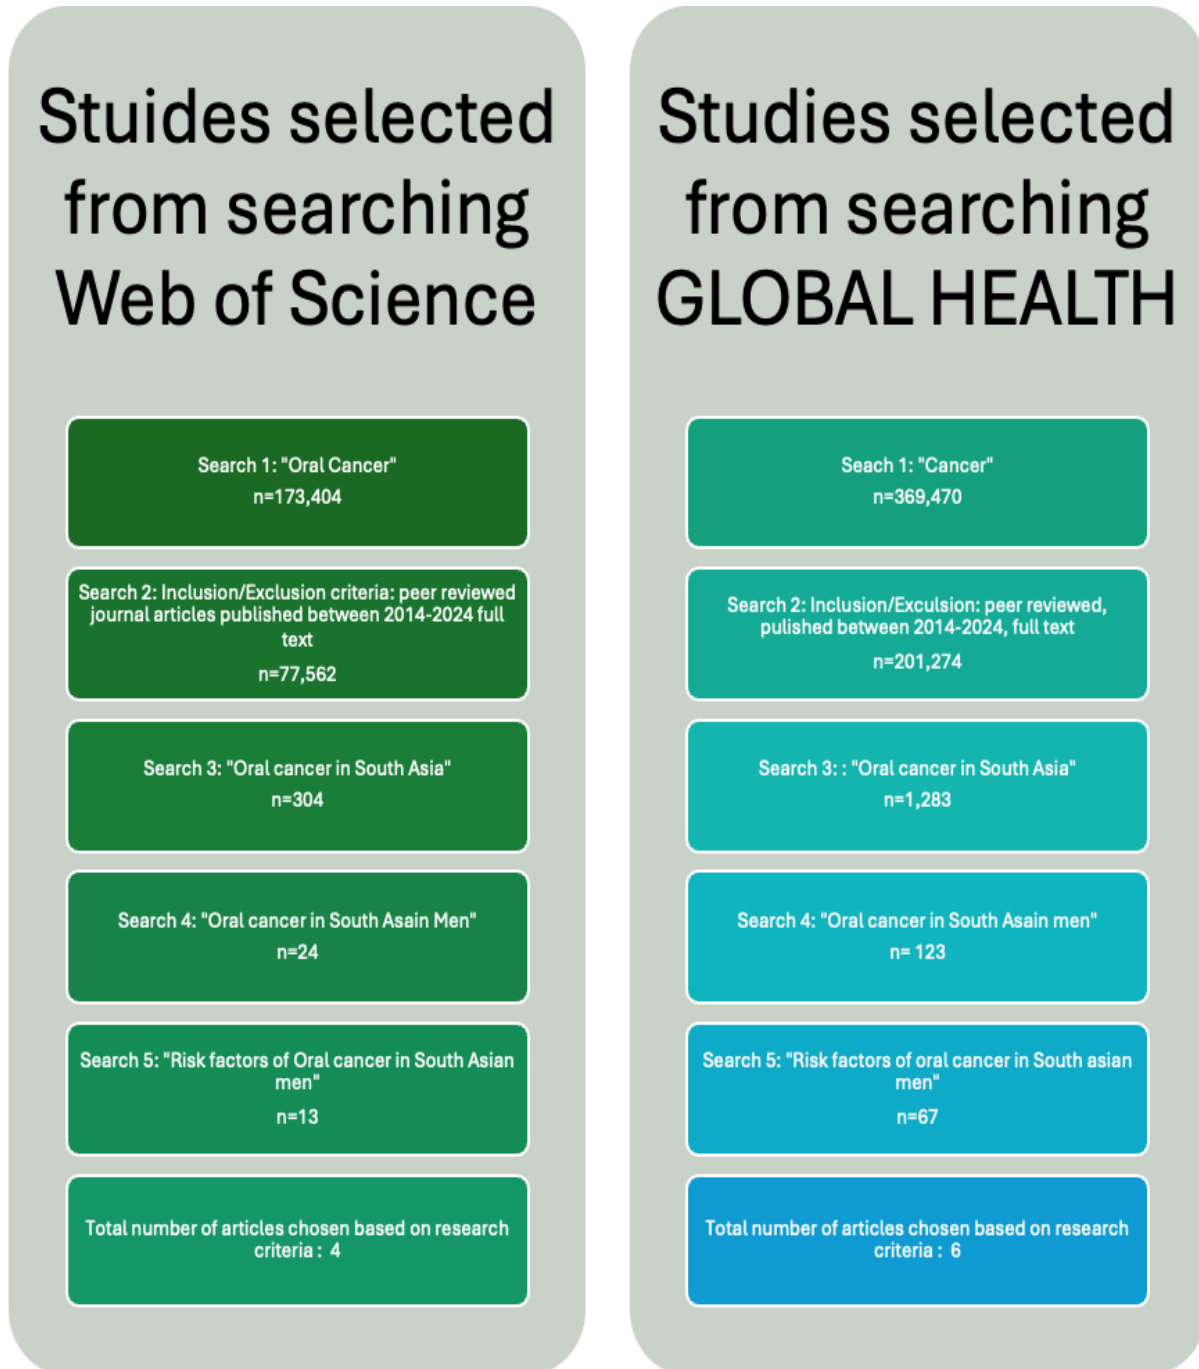 Stuides selected
from searching
Web of Science
Search 1: "Oral Cancer"
n=173,404
Search 2: Inclusion/Exclusion criteria: peer reviewed
journal articles published between 2014-2024 full
text
n=77,562
Search 3: "Oral cancer in South Asia"
n=304
Search 4: "Oral cancer in South Asain Men"
n=24
Search 5: "Risk factors of Oral cancer in South Asian
men"
n=13
Total number of articles chosen based on research
criteria : 4
Studies selected
from searching
GLOBAL HEALTH
Seach 1: "Cancer"
n=369,470
Search 2: Inclusion/Exculsion: peer reviewed,
pulished between 2014-2024, full text
n=201,274
Search 3: : "Oral cancer in South Asia"
n=1,283
Search 4: "Oral cancer in South Asain men"
n= 123
Search 5: "Risk factors of oral cancer in South asian
men"
n=67
Total number of articles chosen based on research
criteria : 6